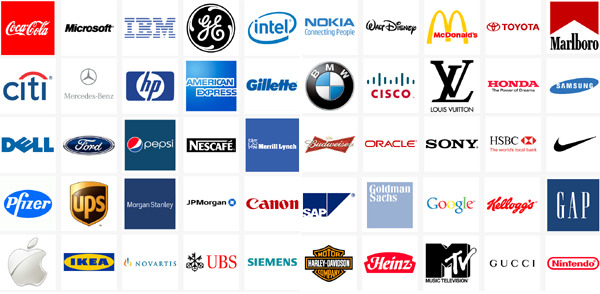 Coca-Cola
Microsoft
IBM
GE
intel
NOKIA
Connecting People
Walt Disney
McDonald's
TOYOTA
Marlboro
citi
Mercedes-Benz
hp
AMERICAN
EXPRESS
Gillette
BMW
CISCO
LV
LOUIS VUITTON
HONDA
The Power of Dreams
SAMSUNG
DELL
Ford
pepsi
NESCAFÉ
Merrill Lynch
Budweiser
ORACLE
SONY
HSBC
The world's local bank
Pfizer
ups
Morgan Stanley
JPMorgan
Canon
SAP
Goldman
Sachs
Google
Kellogg's
GAP
IKEA
NOVARTIS
UBS
SIEMENS
MOTOR
HARLEY-DAVIDSON
COMPANY
Heinz
MTV
MUSIC TELEVISION
GUCCI
Nintendo